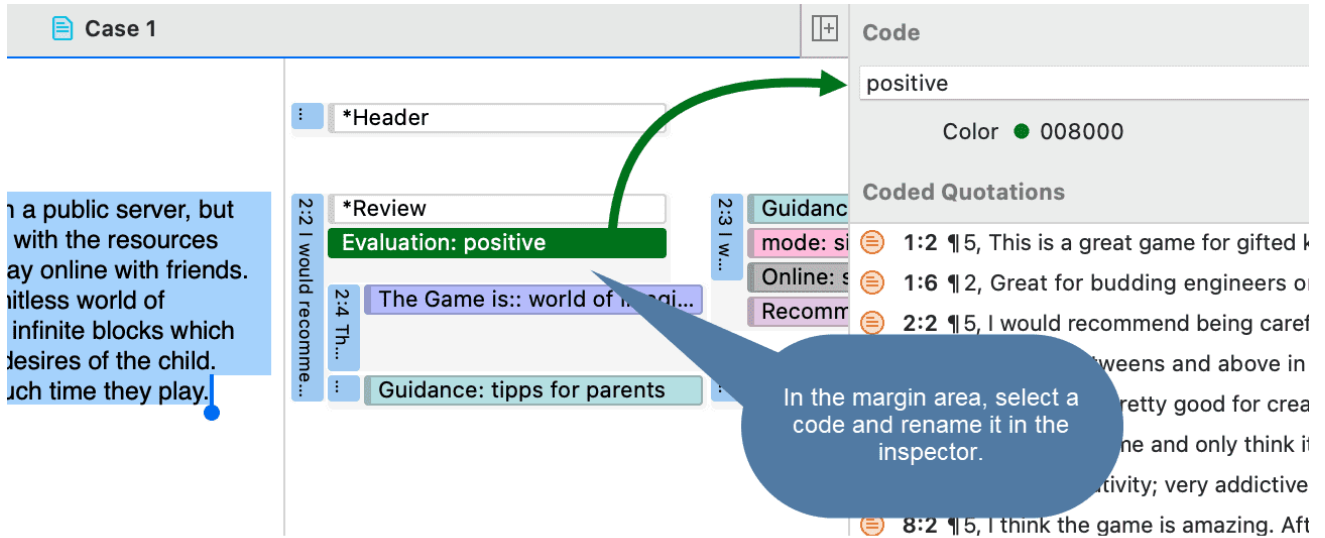 Case 1
a public server, but
with the resources
ay online with friends.
itless world of
infinite blocks which
desires of the child.
uch time they play.
*Header
2:2 I would recomme...
*Review
Evaluation: positive
2:4 Th...
The Game is:: world of imagi...
Guidance: tipps for parents
2:3 I w...
Guidanc
mode: si
Online: s
Recomm
In the margin area, select a
code and rename it in the
inspector.
Code
positive
Color 008000
Coded Quotations
1:2 ¶5, This is a great game for gifted k
1:6 ¶2, Great for budding engineers o
2:2 ¶5, I would recommend being caref
weens and above in
retty good for crea
me and only think it
tivity; very addictive
8:2 ¶5, I think the game is amazing. Aft